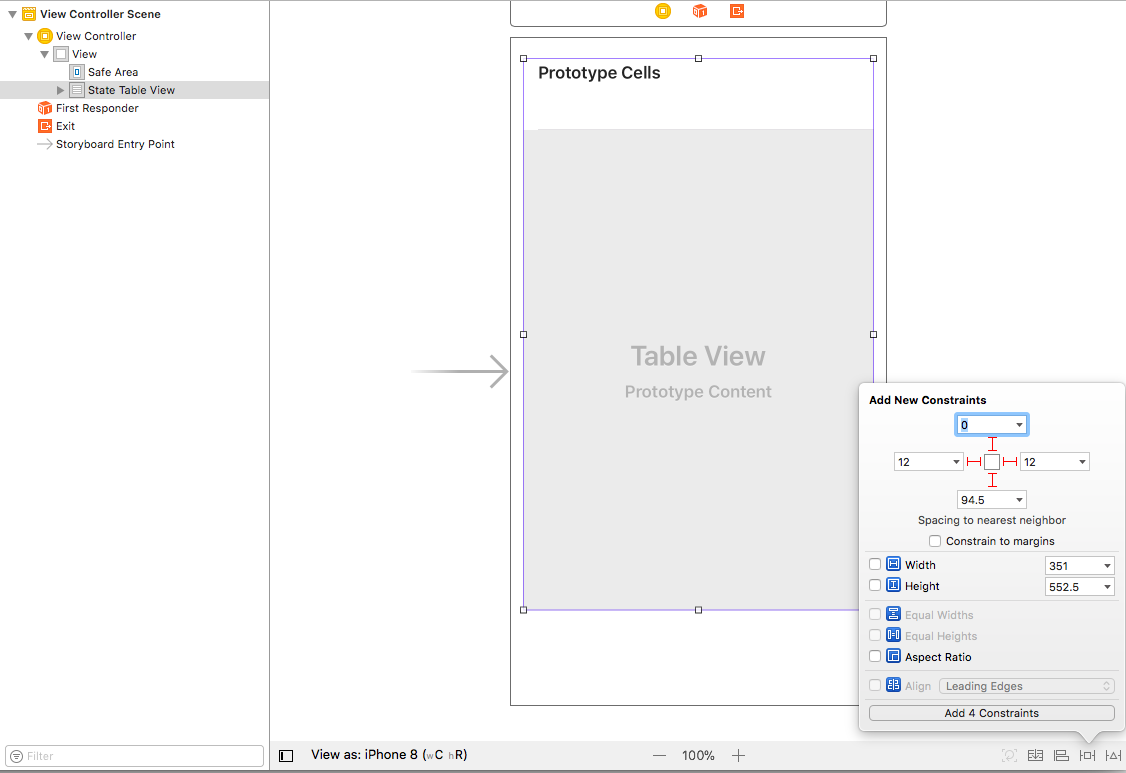 View Controller Scene
View Controller
View
Safe Area
State Table View
First Responder
Exit
Storyboard Entry Point
Filter
Prototype Cells
Table View
Prototype Content
Add New Constraints
0
12 12
94.5
Spacing to nearest neighbor
Constrain to margins
Width 351
Height 552.5
Equal Widths
Equal Heights
Aspect Ratio
Align Leading Edges
Add 4 Constraints
View as: iPhone 8 (wC hR) — 100% +